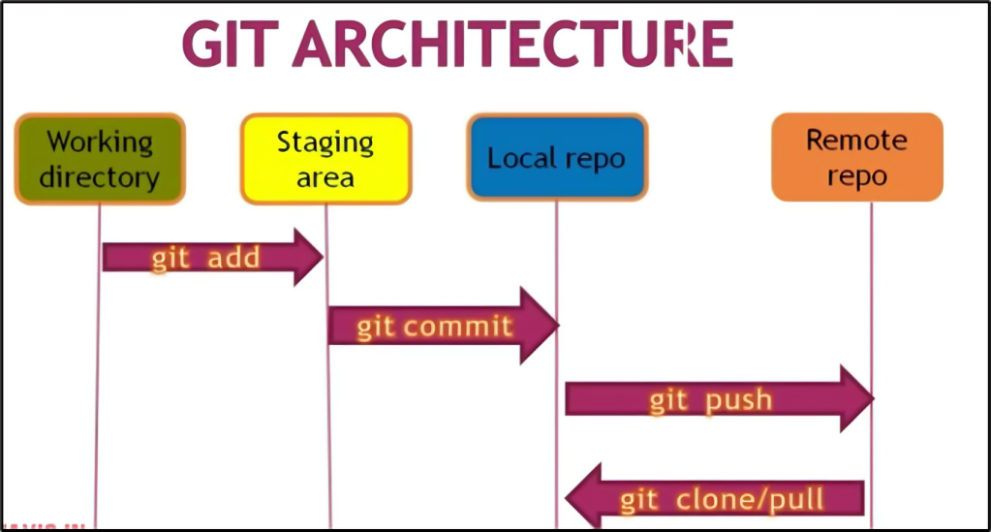 GIT ARCHITECTURE
Working
directory
Staging
area
Local repo
Remote
repo
git add
git commit
git push
git clone/pull